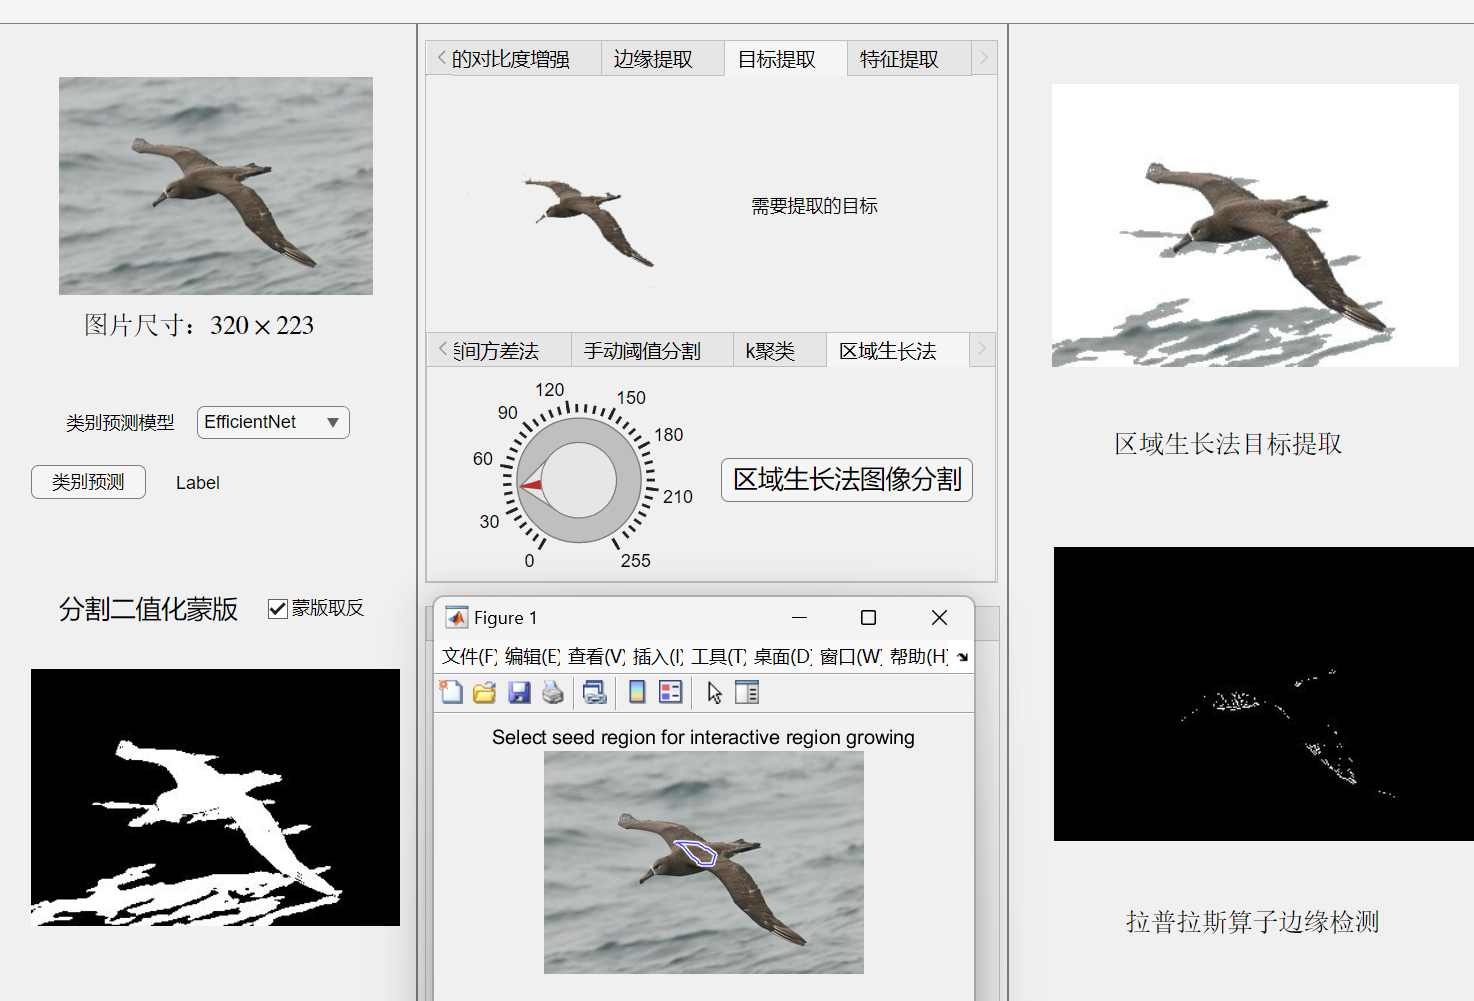 图片尺寸：320 × 223
类别预测模型
EfficientNet
类别预测
Label
分割二值化蒙版
蒙版取反
的对比度增强
边缘提取
目标提取
特征提取
需要提取的目标
间方差法
手动阈值分割
k聚类
区域生长法
0
30
60
90
120
150
180
210
255
区域生长法图像分割
Figure 1
文件(F) 编辑(E) 查看(V) 插入(I) 工具(T) 桌面(D) 窗口(W) 帮助(H)
Select seed region for interactive region growing
区域生长法目标提取
拉普拉斯算子边缘检测